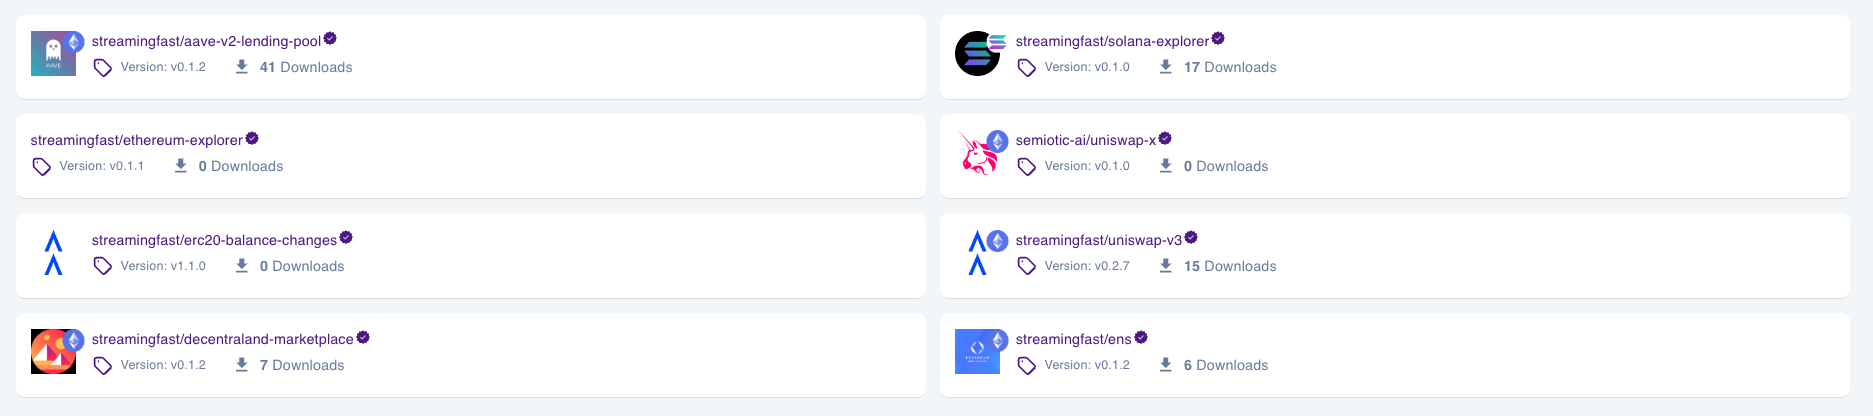 streamingfast/aave-v2-lending-pool
Version: v0.1.2 41 Downloads
AAVE
streamingfast/solana-explorer
Version: v0.1.0 17 Downloads
streamingfast/ethereum-explorer
Version: v0.1.1 0 Downloads
semiotic-ai/uniswap-x
Version: v0.1.0 0 Downloads
streamingfast/erc20-balance-changes
Version: v1.1.0 0 Downloads
streamingfast/uniswap-v3
Version: v0.2.7 15 Downloads
streamingfast/decentraland-marketplace
Version: v0.1.2 7 Downloads
streamingfast/ens
Version: v0.1.2 6 Downloads